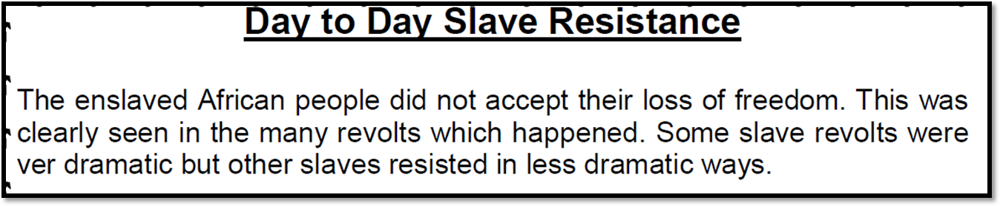 Day to Day Slave Resistance
The enslaved African people did not accept their loss of freedom. This was
clearly seen in the many revolts which happened. Some slave revolts were
ver dramatic but other slaves resisted in less dramatic ways.